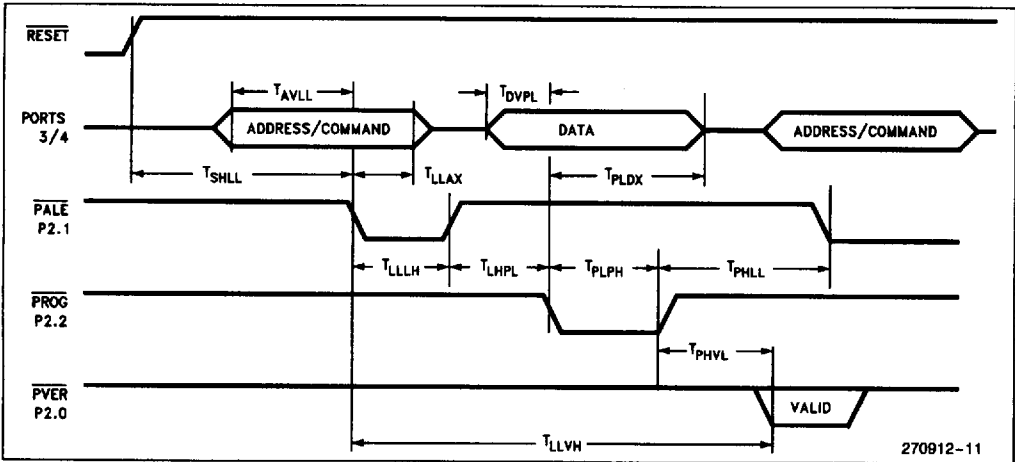 RESET
T_AVLL
T_DVPL
PORTS
3/4
ADDRESS/COMMAND
DATA
ADDRESS/COMMAND
T_SHLL
T_LLAX
T_PLDX
PALE
P2.1
T_LLLH
T_LHPL
T_PLPH
T_PHLL
PROG
P2.2
T_PHVL
PVER
P2.0
VALID
T_LLVH
270912-11